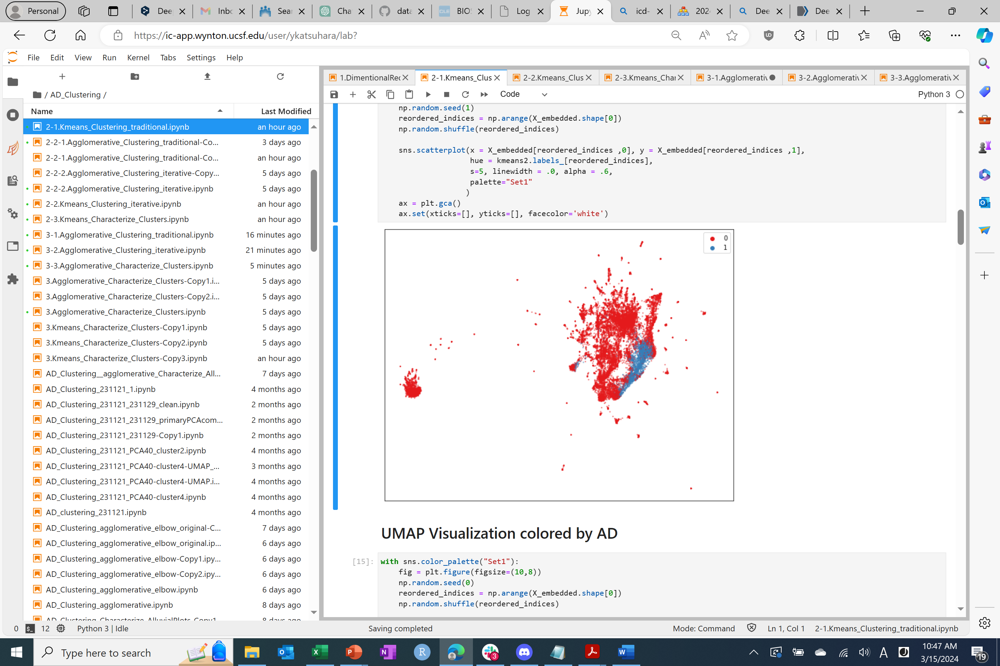 Personal
Dee
Inbc
Sear
Cha
data
BIO
Log
Jupy
icd-
202
Dee
Dee
https://ic-app.wynton.ucsf.edu/user/ykatsuhara/lab?
File Edit View Run Kernel Tabs Settings Help
/ AD_Clustering /
Name Last Modified
2-1.Kmeans_Clustering_traditional.ipynb an hour ago
2-2-1.Agglomerative_Clustering_traditional-Co... 3 days ago
2-2-1.Agglomerative_Clustering_traditional-Co... an hour ago
2-2-2.Agglomerative_Clustering_iterative-Copy... 5 days ago
2-2-2.Agglomerative_Clustering_iterative.ipynb 5 days ago
2-2.Kmeans_Clustering_iterative.ipynb an hour ago
2-3.Kmeans_Characterize_Clusters.ipynb an hour ago
3-1.Agglomerative_Clustering_traditional.ipynb 16 minutes ago
3-2.Agglomerative_Clustering_iterative.ipynb 21 minutes ago
3-3.Agglomerative_Characterize_Clusters.ipynb 5 minutes ago
3.Agglomerative_Characterize_Clusters-Copy1.i... 5 days ago
3.Agglomerative_Characterize_Clusters-Copy2.i... 5 days ago
3.Agglomerative_Characterize_Clusters.ipynb 5 days ago
3.Kmeans_Characterize_Clusters-Copy1.ipynb 5 days ago
3.Kmeans_Characterize_Clusters-Copy2.ipynb 5 days ago
3.Kmeans_Characterize_Clusters-Copy3.ipynb an hour ago
AD_Clustering__agglomerative_Characterize_All... 7 days ago
AD_Clustering_231121_1.ipynb 4 months ago
AD_Clustering_231121_231129_clean.ipynb 2 months ago
AD_Clustering_231121_231129_primaryPCAcom... 2 months ago
AD_Clustering_231121_231129-Copy1.ipynb 2 months ago
AD_Clustering_231121_PCA40_cluster2.ipynb 4 months ago
AD_Clustering_231121_PCA40-cluster4-UMAP_... 3 months ago
AD_Clustering_231121_PCA40-cluster4-UMAP.i... 4 months ago
AD_Clustering_231121_PCA40-cluster4.ipynb 4 months ago
AD_clustering_231121.ipynb 4 months ago
AD_Clustering_agglomerative_elbow_original-C... 7 days ago
AD_Clustering_agglomerative_elbow_original.ip... 6 days ago
AD_Clustering_agglomerative_elbow-Copy1.ipy... 6 days ago
AD_Clustering_agglomerative_elbow-Copy2.ipy... 6 days ago
AD_Clustering_agglomerative_elbow.ipynb 6 days ago
AD_Clustering_agglomerative.ipynb 8 days ago
AD_Clustering_Characterize_AlluvialPlots-Copy1 8 days ago
1.DimentionalRec
2-1.Kmeans_Clus
2-2.Kmeans_Clus
2-3.Kmeans_Char
3-1.Agglomerativ
3-2.Agglomerativ
3-3.Agglomerativ
Code
Python 3
np.random.seed(1)
reordered_indices = np.arange(X_embedded.shape[0])
np.random.shuffle(reordered_indices)
sns.scatterplot(x = X_embedded[reordered_indices ,0], y = X_embedded[reordered_indices ,1],
hue = kmeans2.labels_[reordered_indices],
s=5, linewidth = .0, alpha = .6,
palette="Set1"
)
ax = plt.gca()
ax.set(xticks=[], yticks=[], facecolor='white')
0
1
UMAP Visualization colored by AD
[15]:
with sns.color_palette("Set1"):
fig = plt.figure(figsize=(10,8))
np.random.seed(0)
reordered_indices = np.arange(X_embedded.shape[0])
np.random.shuffle(reordered_indices)
0 $_ 12 Python 3 | Idle Saving completed Mode: Command Ln 1, Col 1 2-1.Kmeans_Clustering_traditional.ipynb
Type here to search
3
A
10:47 AM
3/15/2024
19